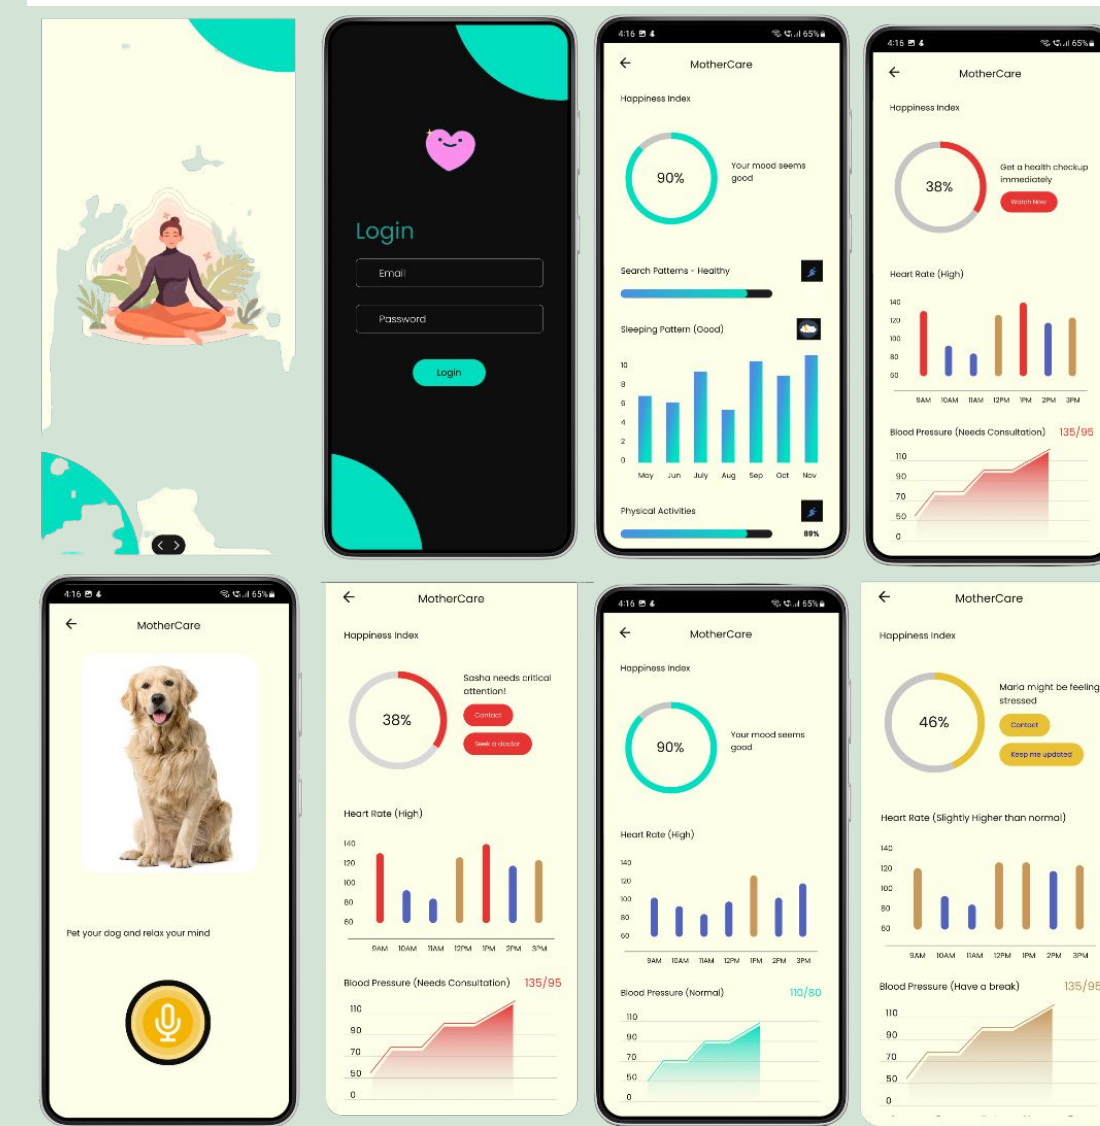 Login
Email
Password
Login
4:16
65%
MotherCare
Happiness Index
90%
Your mood seems
good
Search Patterns - Healthy
Sleeping Pattern (Good)
10
8
6
4
2
0
May Jun July Aug Sep Oct Nov
Physical Activities
89%
4:16
65%
MotherCare
Happiness Index
38%
Get a health checkup
immediately
Watch Now
Heart Rate (High)
140
120
100
80
60
9AM 10AM 11AM 12PM 1PM 2PM 3PM
Blood Pressure (Needs Consultation) 135/95
110
90
70
50
0
4:16
65%
MotherCare
Pet your dog and relax your mind
MotherCare
Happiness Index
38%
Sasha needs critical
attention!
Contact
Seek a doctor
Heart Rate (High)
140
120
100
80
60
9AM 10AM 11AM 12PM 1PM 2PM 3PM
Blood Pressure (Needs Consultation) 135/95
110
90
70
50
0
4:16
65%
MotherCare
Happiness Index
90%
Your mood seems
good
Heart Rate (High)
140
120
100
80
60
9AM 10AM 11AM 12PM 1PM 2PM 3PM
Blood Pressure (Normal) 110/80
110
90
70
50
0
MotherCare
Happiness Index
46%
Maria might be feeling
stressed
Contact
Keep me updated
Heart Rate (Slightly Higher than normal)
140
120
100
80
60
9AM 10AM 11AM 12PM 1PM 2PM 3PM
Blood Pressure (Have a break) 135/95
110
90
70
50
0